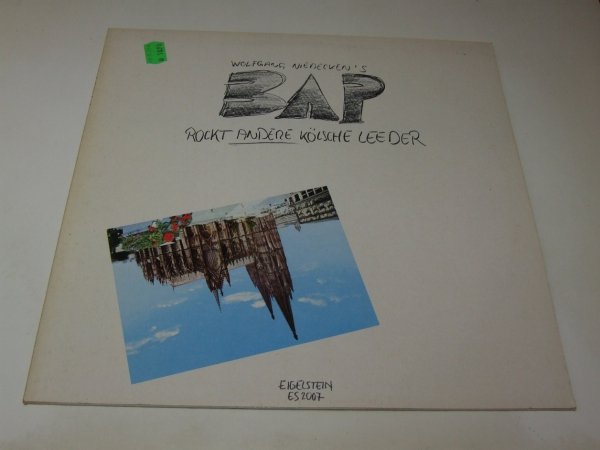 WOLFGANG NIEDECKEN'S
BAP
ROCKT ANDERE KÖLSCHE LEEDER
EIGELSTEIN
ES 2007